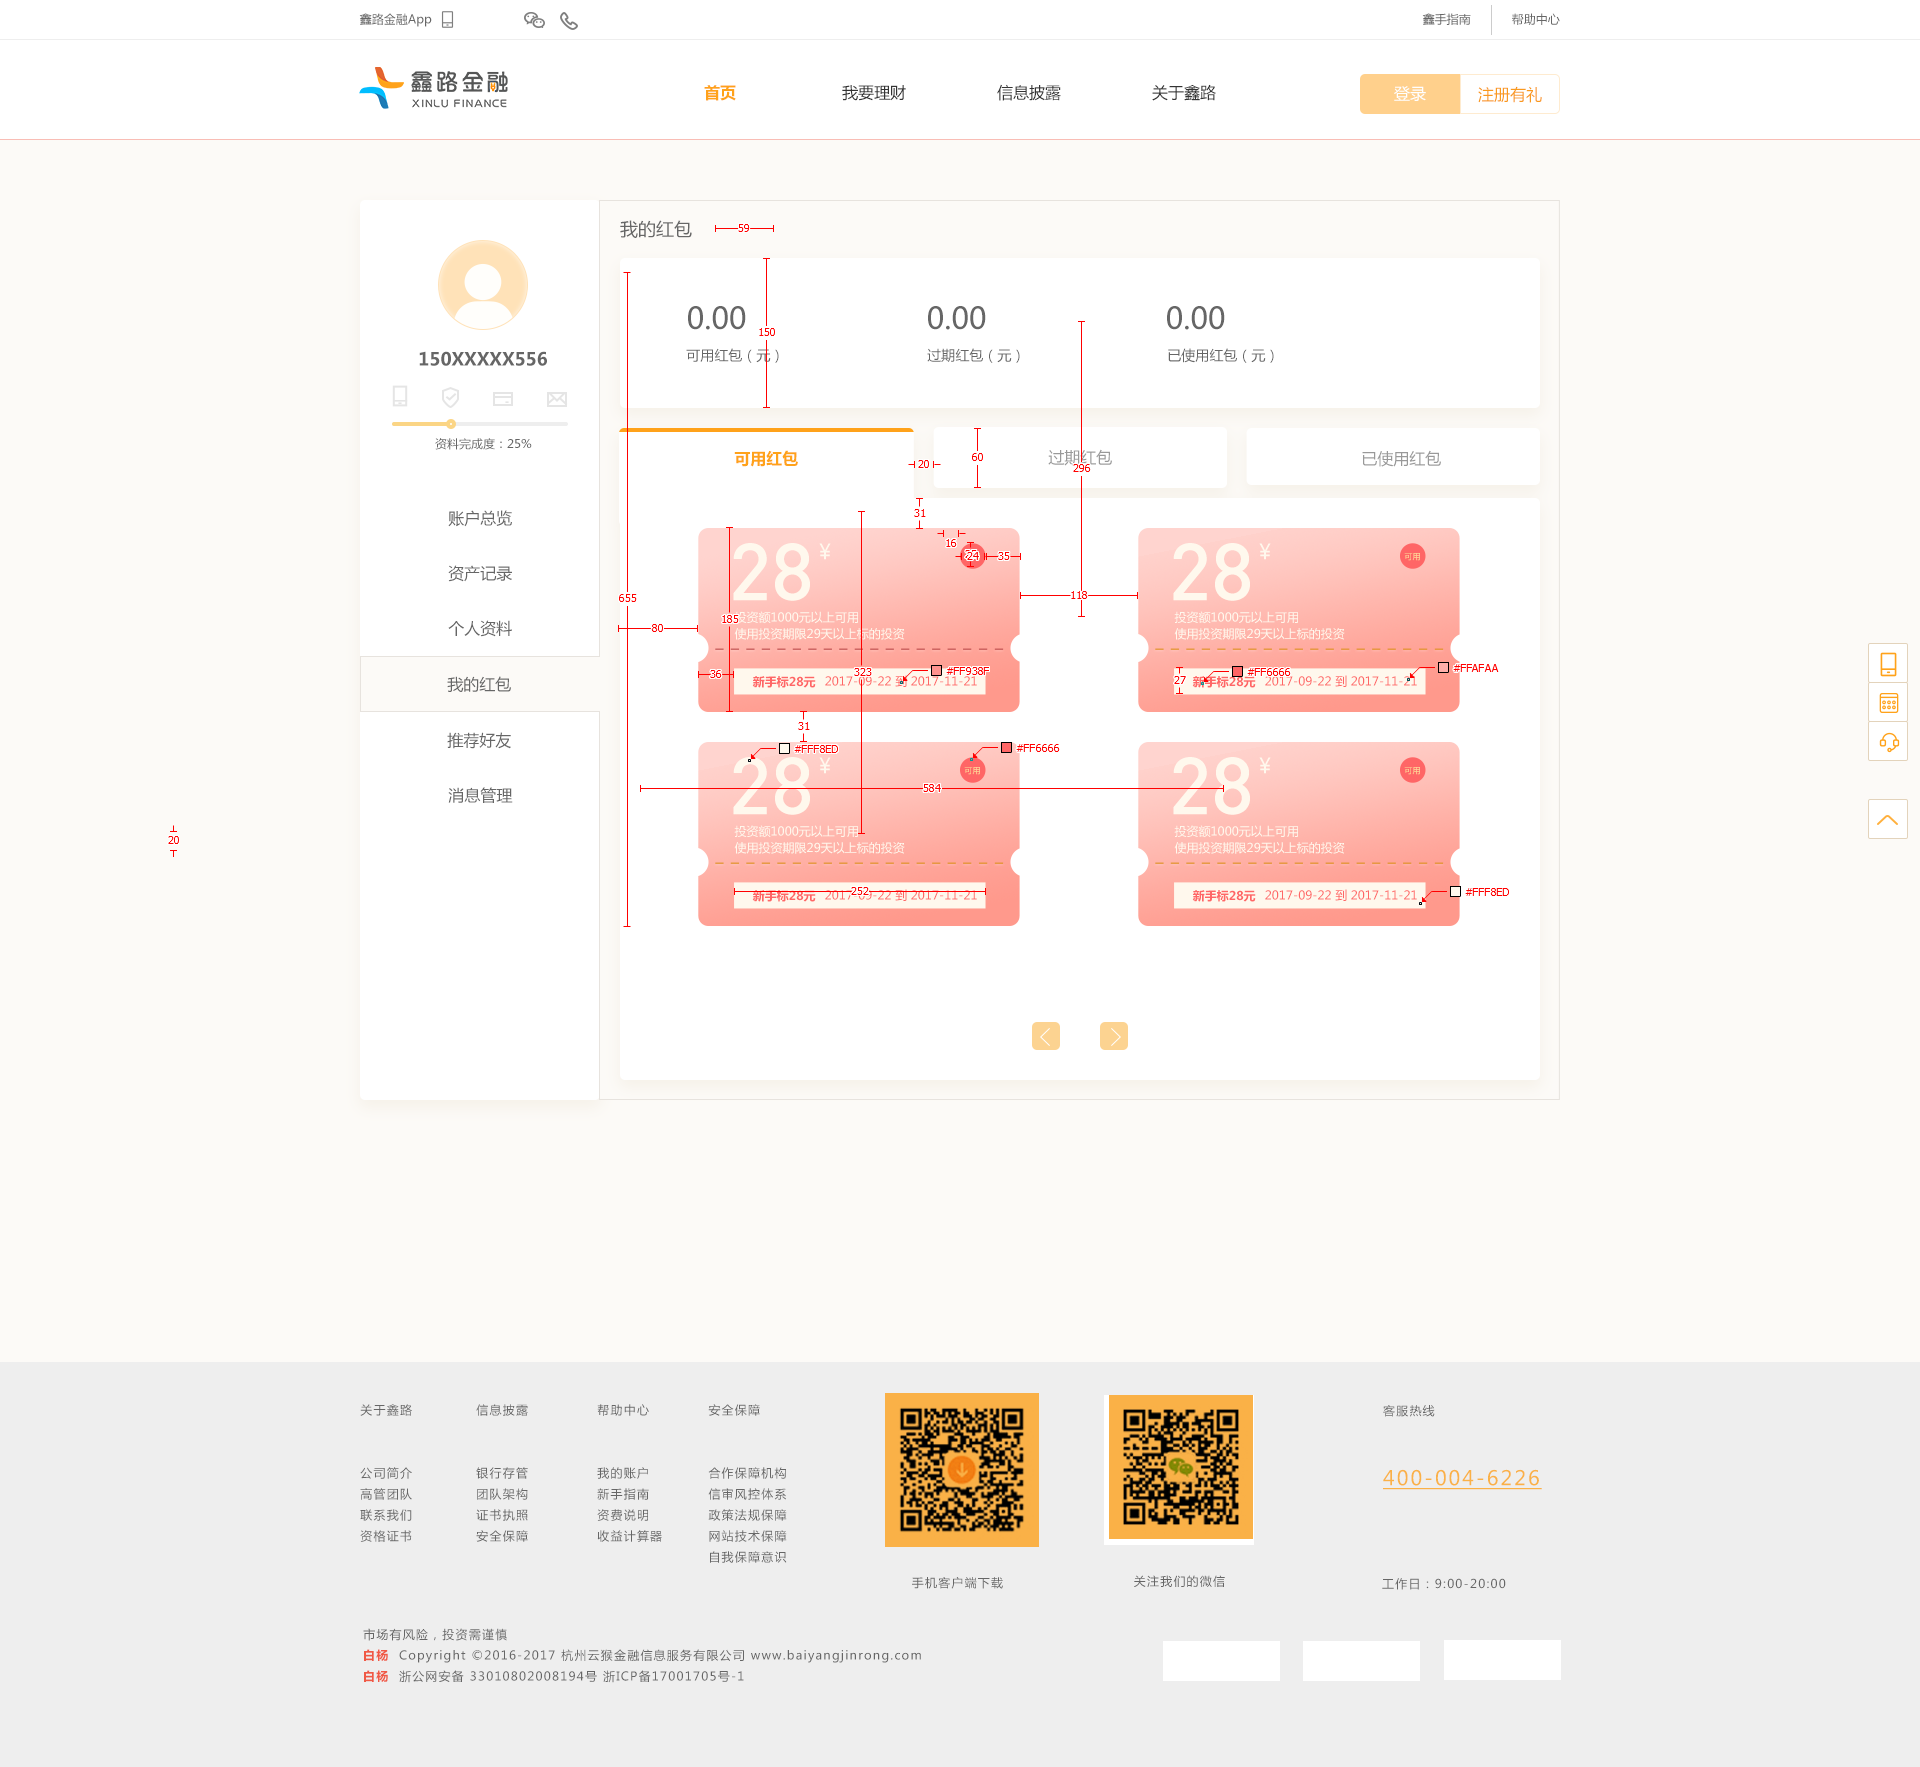 鑫路金融App
鑫手指南
帮助中心
鑫路金融
XINLU FINANCE
首页
我要理财
信息披露
关于鑫路
登录
注册有礼
我的红包
59
150XXXXX556
资料完成度：25%
账户总览
资产记录
个人资料
我的红包
推荐好友
消息管理
0.00
0.00
0.00
150
可用红包（元）
过期红包（元）
已使用红包（元）
可用红包
过期红包
已使用红包
20
60
296
31
28 ¥
16
24
35
可用
投资额1000元以上可用
使用投资期限29天以上标的投资
新手标28元 2017-09-22 到 2017-11-21
655
80
185
36
323
#FF938F
118
28 ¥
可用
投资额1000元以上可用
使用投资期限29天以上标的投资
新手标28元 2017-09-22 到 2017-11-21
27
#FF6666
#FFAFAA
31
#FFF8ED
#FF6666
28 ¥
可用
584
投资额1000元以上可用
使用投资期限29天以上标的投资
新手标28元 2017-09-22 到 2017-11-21
252
28 ¥
可用
投资额1000元以上可用
使用投资期限29天以上标的投资
新手标28元 2017-09-22 到 2017-11-21
#FFF8ED
20
关于鑫路
公司简介
高管团队
联系我们
资格证书
信息披露
银行存管
团队架构
证书执照
安全保障
帮助中心
我的账户
新手指南
资费说明
收益计算器
安全保障
合作保障机构
信审风控体系
政策法规保障
网站技术保障
自我保障意识
手机客户端下载
关注我们的微信
客服热线
400-004-6226
工作日：9:00-20:00
市场有风险，投资需谨慎
白杨 Copyright ©2016-2017 杭州云猴金融信息服务有限公司 www.baiyangjinrong.com
白杨 浙公网安备 33010802008194号 浙ICP备17001705号-1